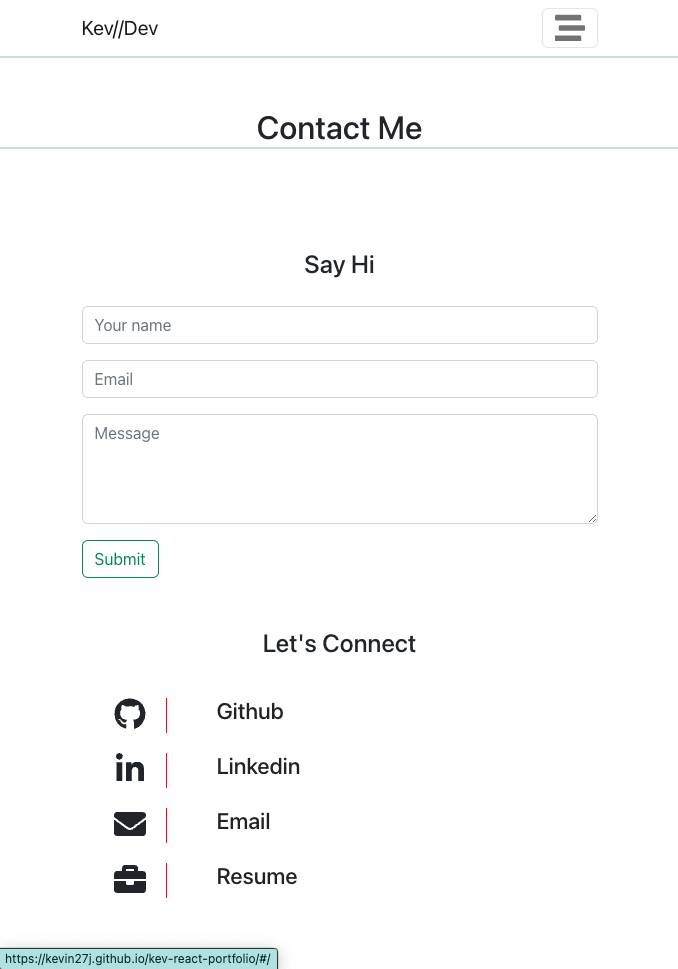 Kev//Dev
Contact Me
Say Hi
Your name
Email
Message
Submit
Let's Connect
Github
Linkedin
Email
Resume
https://kevin27j.github.io/kev-react-portfolio/#/